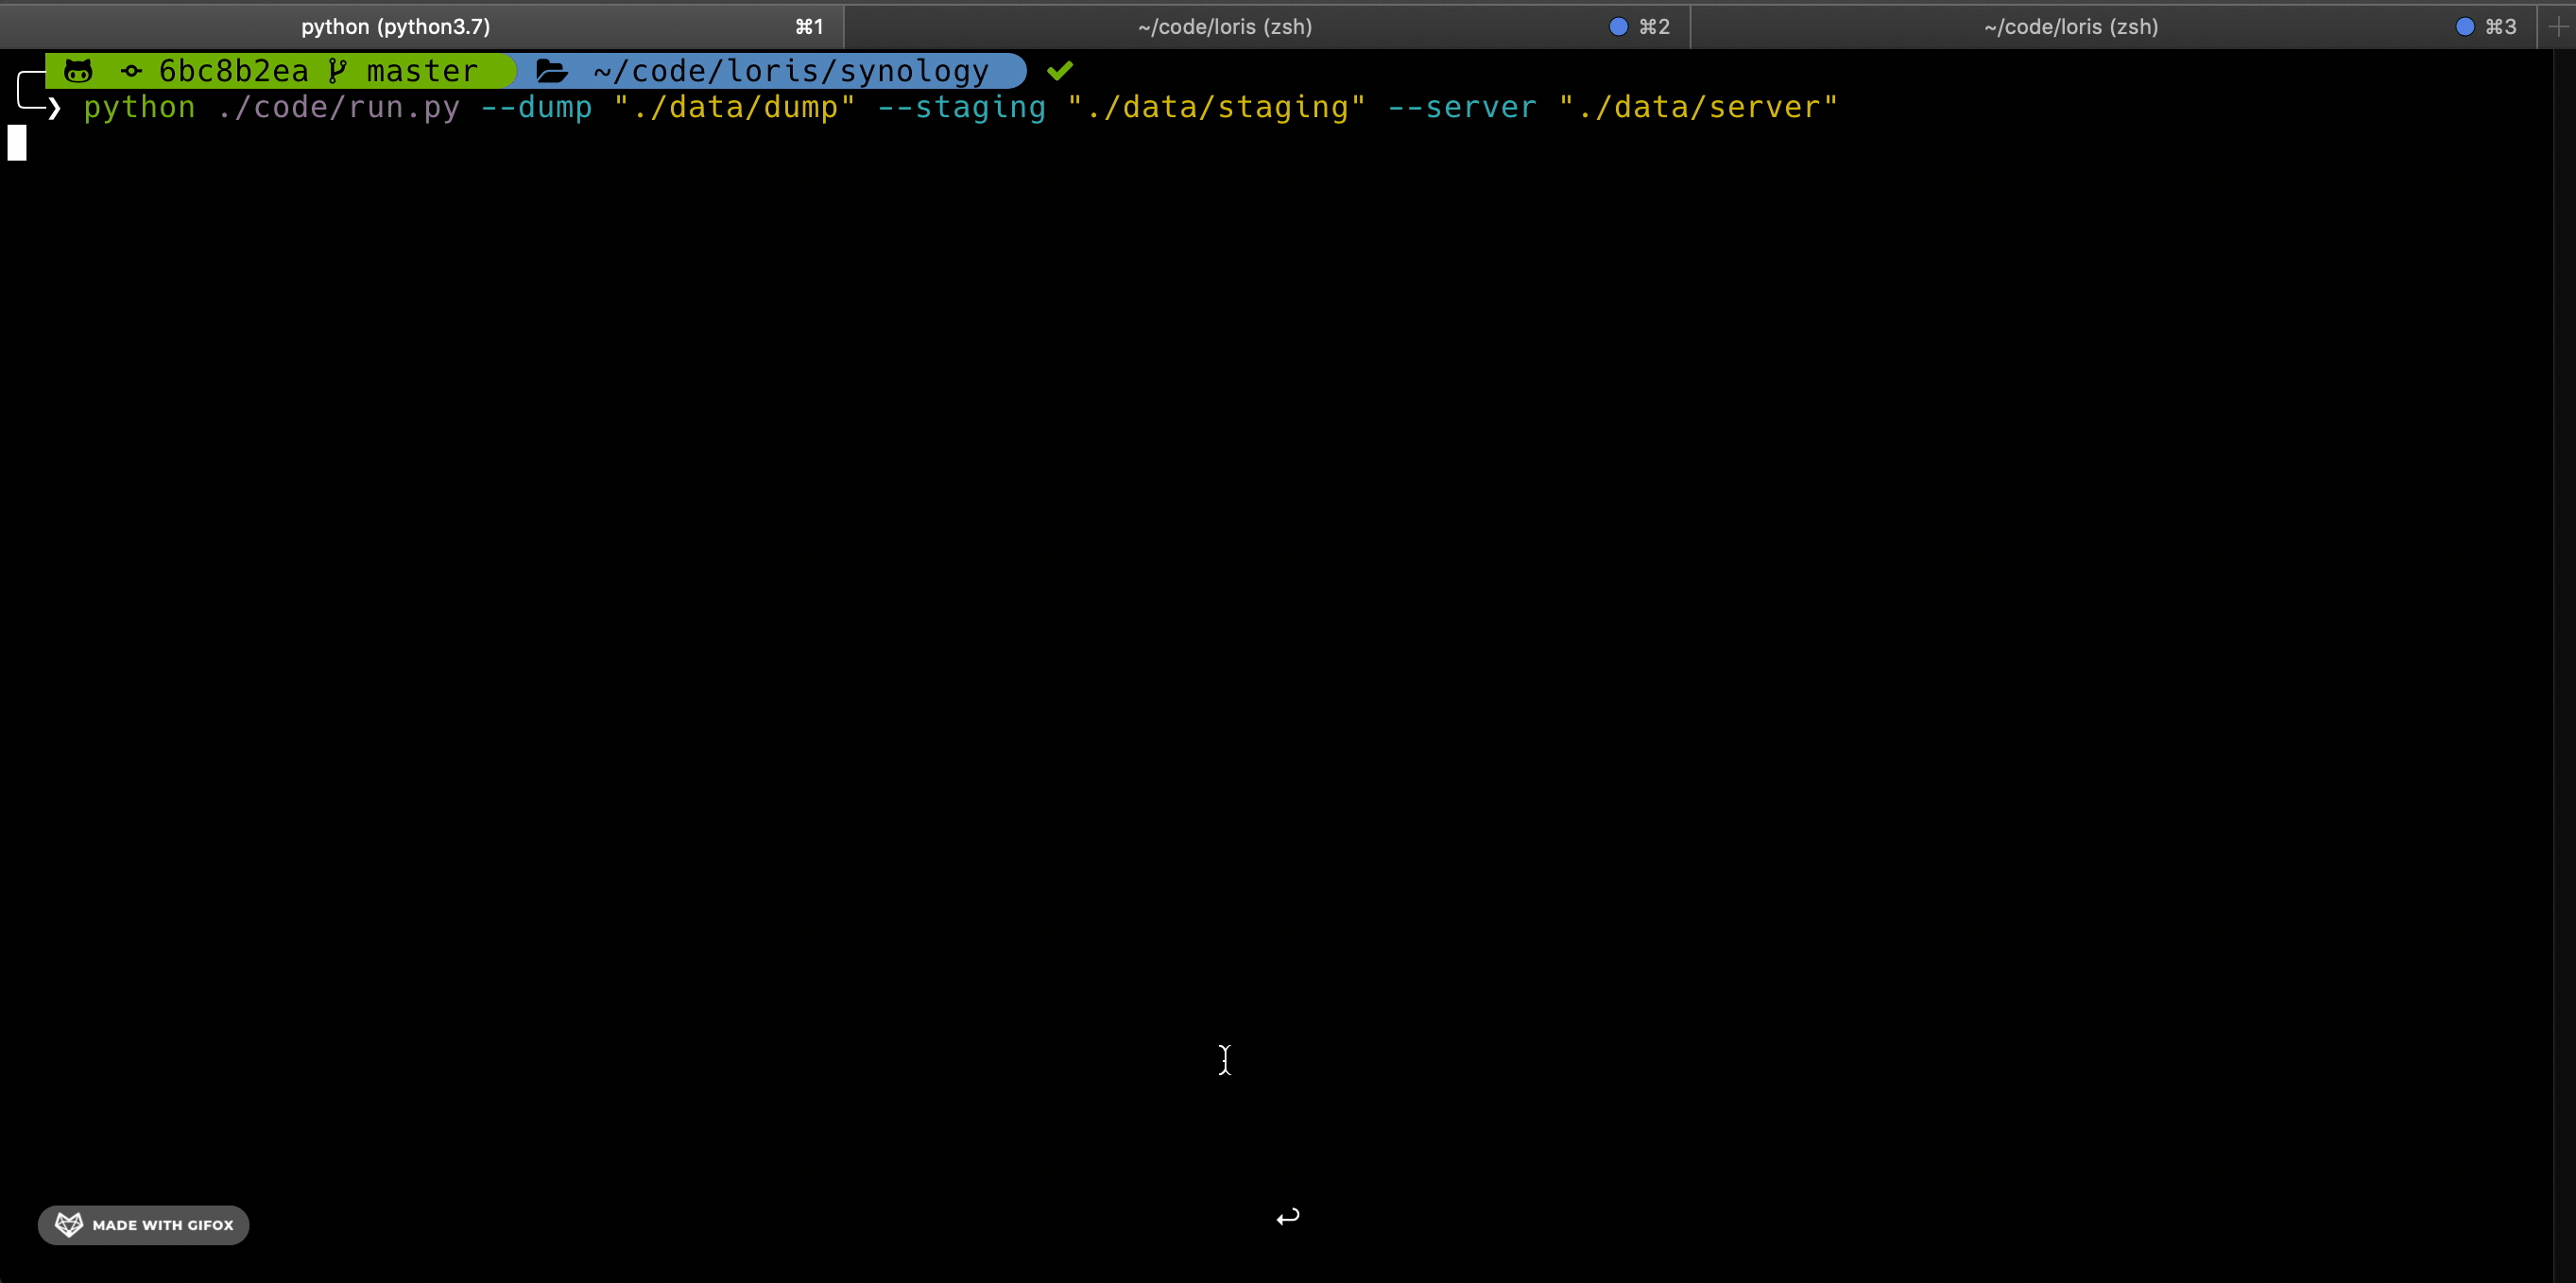 python (python3.7) ⌘1 ~/code/loris (zsh) ⌘2 ~/code/loris (zsh) ⌘3
6bc8b2ea master ~/code/loris/synology
❯ python ./code/run.py --dump "./data/dump" --staging "./data/staging" --server "./data/server"
MADE WITH GIFOX